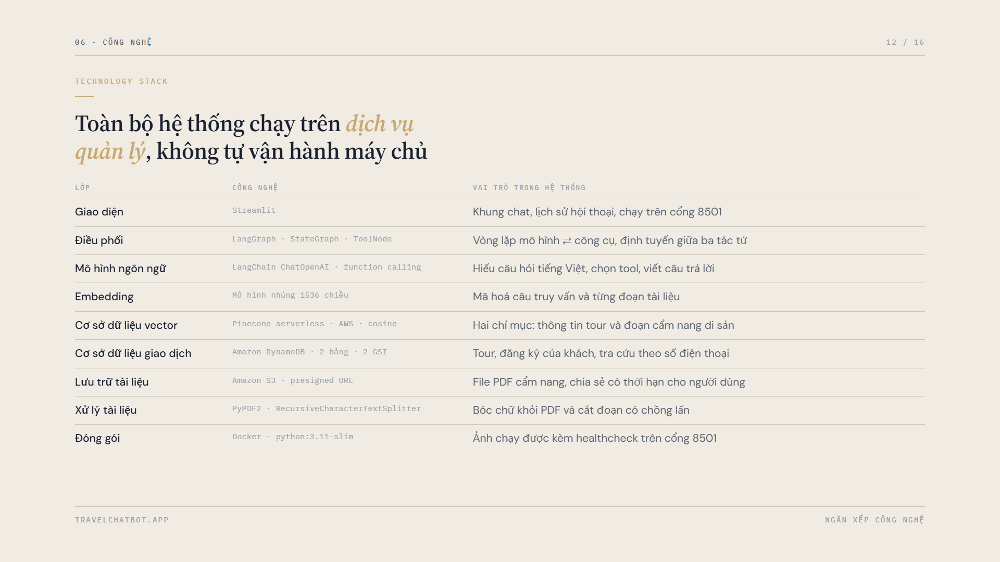 06 · CÔNG NGHỆ
12 / 16
TECHNOLOGY STACK
Toàn bộ hệ thống chạy trên dịch vụ
quản lý, không tự vận hành máy chủ
LỚP CÔNG NGHỆ VAI TRÒ TRONG HỆ THỐNG
Giao diện Streamlit Khung chat, lịch sử hội thoại, chạy trên cổng 8501
Điều phối LangGraph · StateGraph · ToolNode Vòng lặp mô hình ⇄ công cụ, định tuyến giữa ba tác tử
Mô hình ngôn ngữ LangChain ChatOpenAI · function calling Hiểu câu hỏi tiếng Việt, chọn tool, viết câu trả lời
Embedding Mô hình nhúng 1536 chiều Mã hoá câu truy vấn và từng đoạn tài liệu
Cơ sở dữ liệu vector Pinecone serverless · AWS · cosine Hai chỉ mục: thông tin tour và đoạn cẩm nang di sản
Cơ sở dữ liệu giao dịch Amazon DynamoDB · 2 bảng · 2 GSI Tour, đăng ký của khách, tra cứu theo số điện thoại
Lưu trữ tài liệu Amazon S3 · presigned URL File PDF cẩm nang, chia sẻ có thời hạn cho người dùng
Xử lý tài liệu PyPDF2 · RecursiveCharacterTextSplitter Bóc chữ khỏi PDF và cắt đoạn có chồng lấn
Đóng gói Docker · python:3.11-slim Ảnh chạy được kèm healthcheck trên cổng 8501
TRAVELCHATBOT.APP
NGĂN XẾP CÔNG NGHỆ